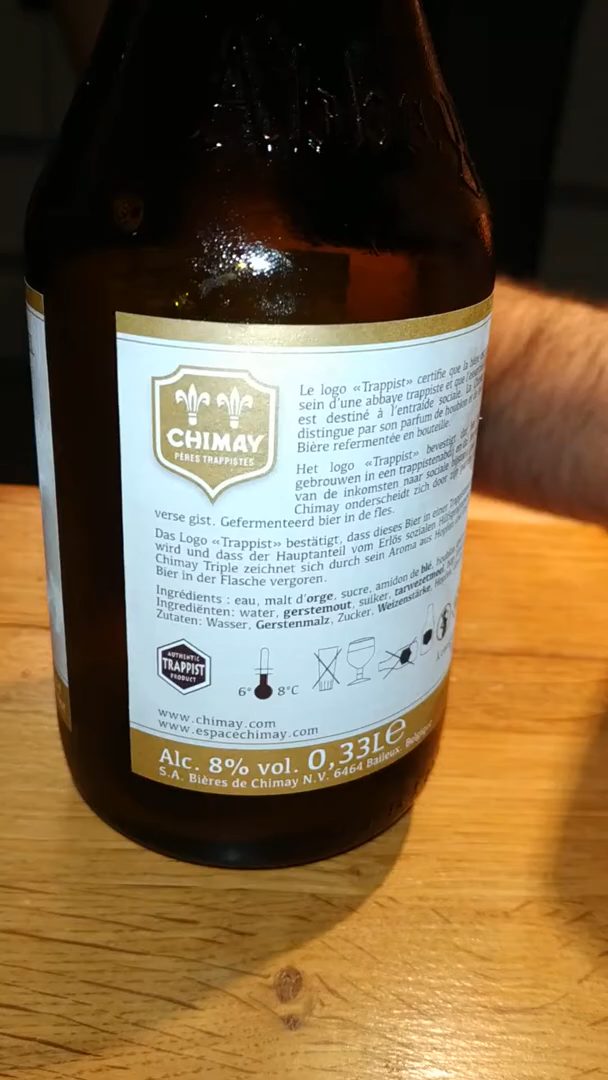 CHIMAY
PÈRES TRAPPISTES
Le logo «Trappist» certifie que la
sein d'une abbaye trappiste et que
est destiné à l'entraide sociale. La
distingue par son parfum de houblon et
Bière refermentée en bouteille.
Het logo «Trappist» bevestigt
gebrouwen in een trappistenabdij
van de inkomsten naar sociale
Chimay onderscheidt zich door
verse gist. Gefermenteerd bier in de fles.
Das Logo «Trappist» bestätigt, dass dieses Bier in einer
wird und dass der Hauptanteil vom Erlös sozialen
Chimay Triple zeichnet sich durch sein Aroma aus Hopfen
Bier in der Flasche vergoren.
Ingrédients : eau, malt d'orge, sucre, amidon de blé,
Ingrediënten: water, gerstemout, suiker, tarwezetmeel,
Zutaten: Wasser, Gerstenmalz, Zucker, Weizenstärke,
AUTHENTIC
TRAPPIST
PRODUCT
6° 8°C
www.chimay.com
www.espacechimay.com
Alc. 8% vol. 0,33L e
S.A. Bières de Chimay N.V. 6464 Baileux.